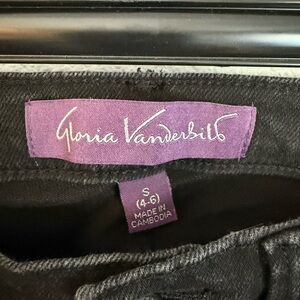 Gloria Vanderbilt
S
(4-6)
MADE IN
CAMBODIA